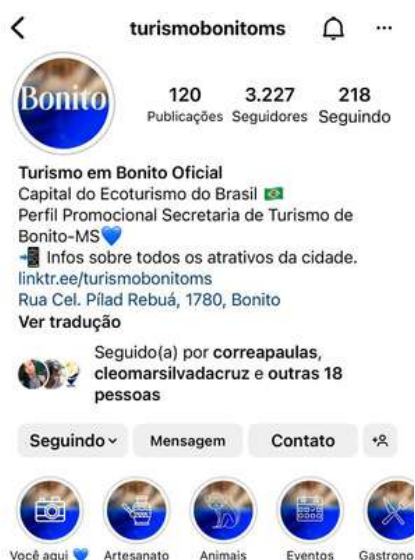 turismobonitoms
Bonito
120 3.227 218
Publicações Seguidores Seguindo
Turismo em Bonito Oficial
Capital do Ecoturismo do Brasil 🇧🇷
Perfil Promocional Secretaria de Turismo de
Bonito-MS💙
📲 Infos sobre todos os atrativos da cidade.
linktr.ee/turismobonitoms
Rua Cel. Pílad Rebuá, 1780, Bonito
Ver tradução
Seguido(a) por correapaulas,
cleomarsilvadacruz e outras 18
pessoas
Seguindo Mensagem Contato
Você aqui 💙 Artesanato Animais Eventos Gastrono